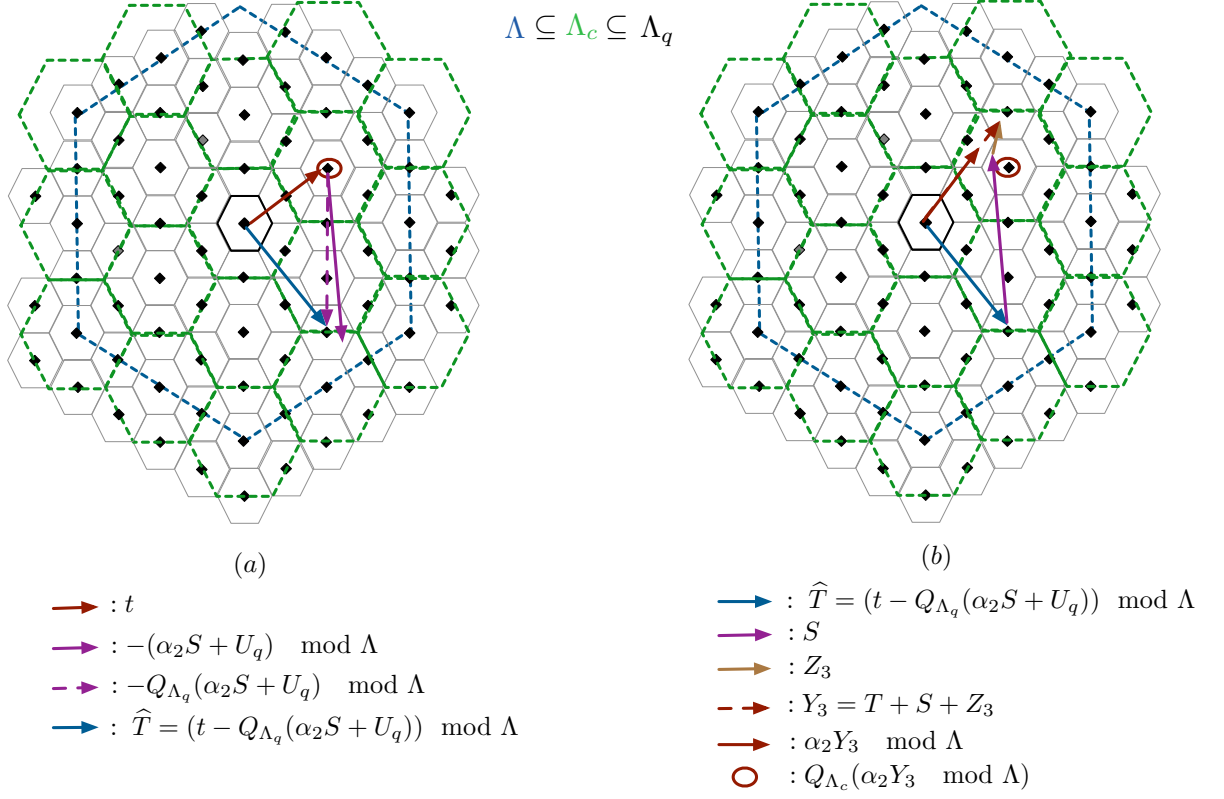 Λ ⊆ Λ_c ⊆ Λ_q
(a)
: t
: −(α_2 S + U_q) mod Λ
: −Q_{Λ_q}(α_2 S + U_q) mod Λ
: T̂ = (t − Q_{Λ_q}(α_2 S + U_q)) mod Λ
(b)
: T̂ = (t − Q_{Λ_q}(α_2 S + U_q)) mod Λ
: S
: Z_3
: Y_3 = T + S + Z_3
: α_2 Y_3 mod Λ
: Q_{Λ_c}(α_2 Y_3 mod Λ)